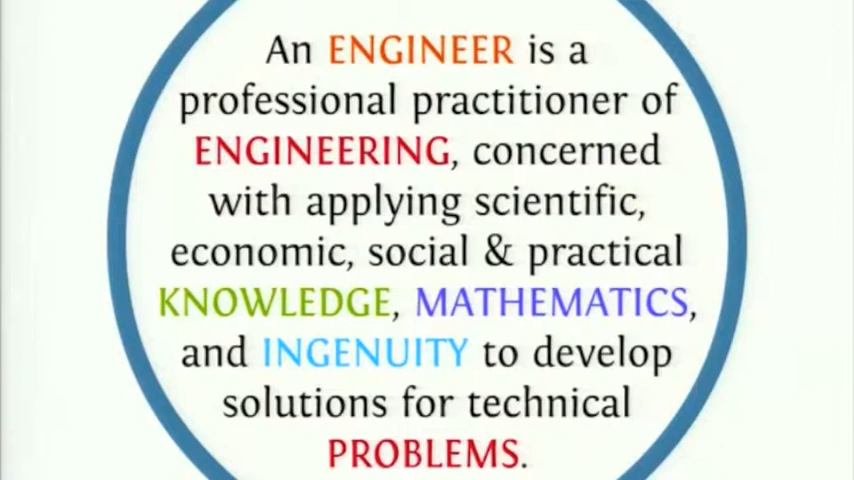 An ENGINEER is a
professional practitioner of
ENGINEERING, concerned
with applying scientific,
economic, social & practical
KNOWLEDGE, MATHEMATICS,
and INGENUITY to develop
solutions for technical
PROBLEMS.